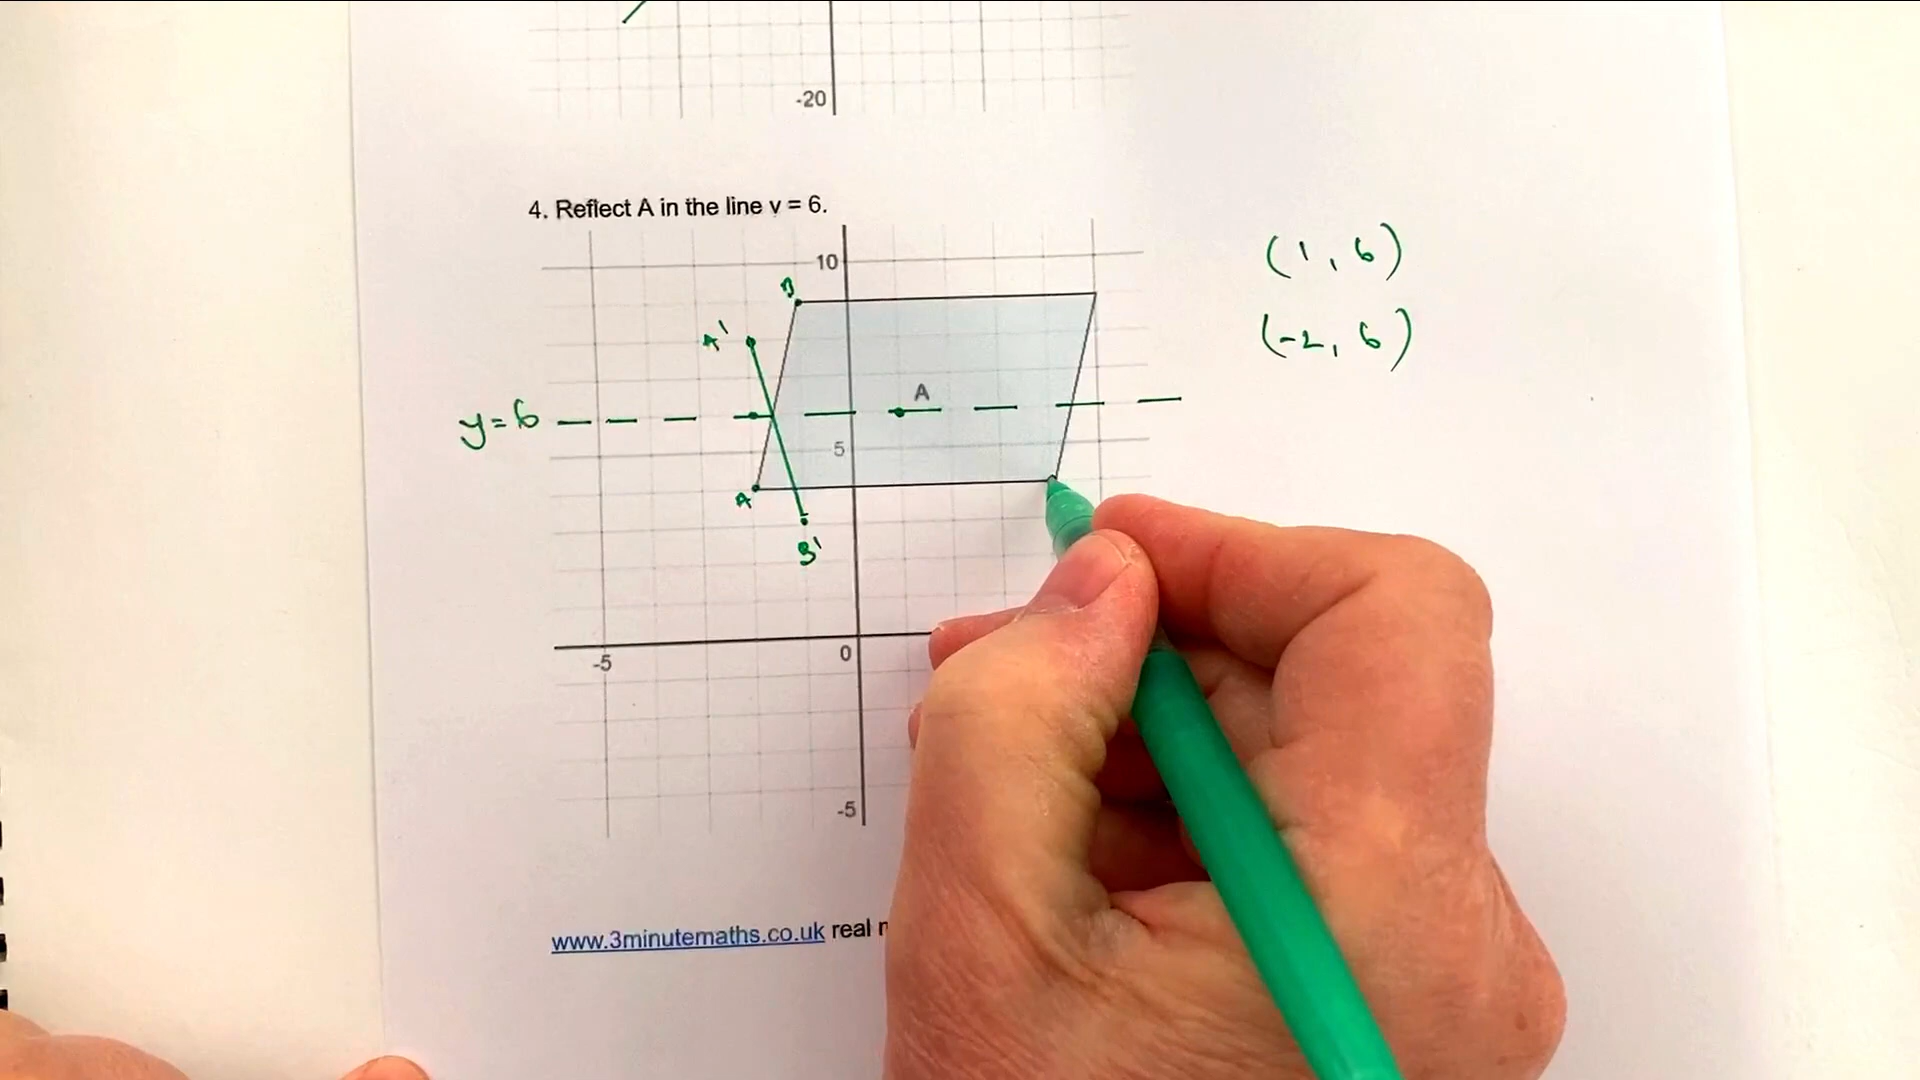 -20
4. Reflect A in the line v = 6.
(1, 6)
10
B
(-2, 6)
A'
A
y=6
5
A
B'
-5
0
-5
www.3minutemaths.co.uk real